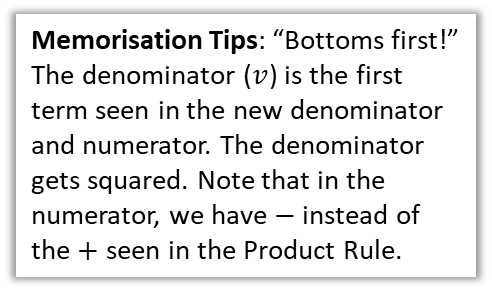 Memorisation Tips: “Bottoms first!”
The denominator (𝑣) is the first
term seen in the new denominator
and numerator. The denominator
gets squared. Note that in the
numerator, we have − instead of
the + seen in the Product Rule.